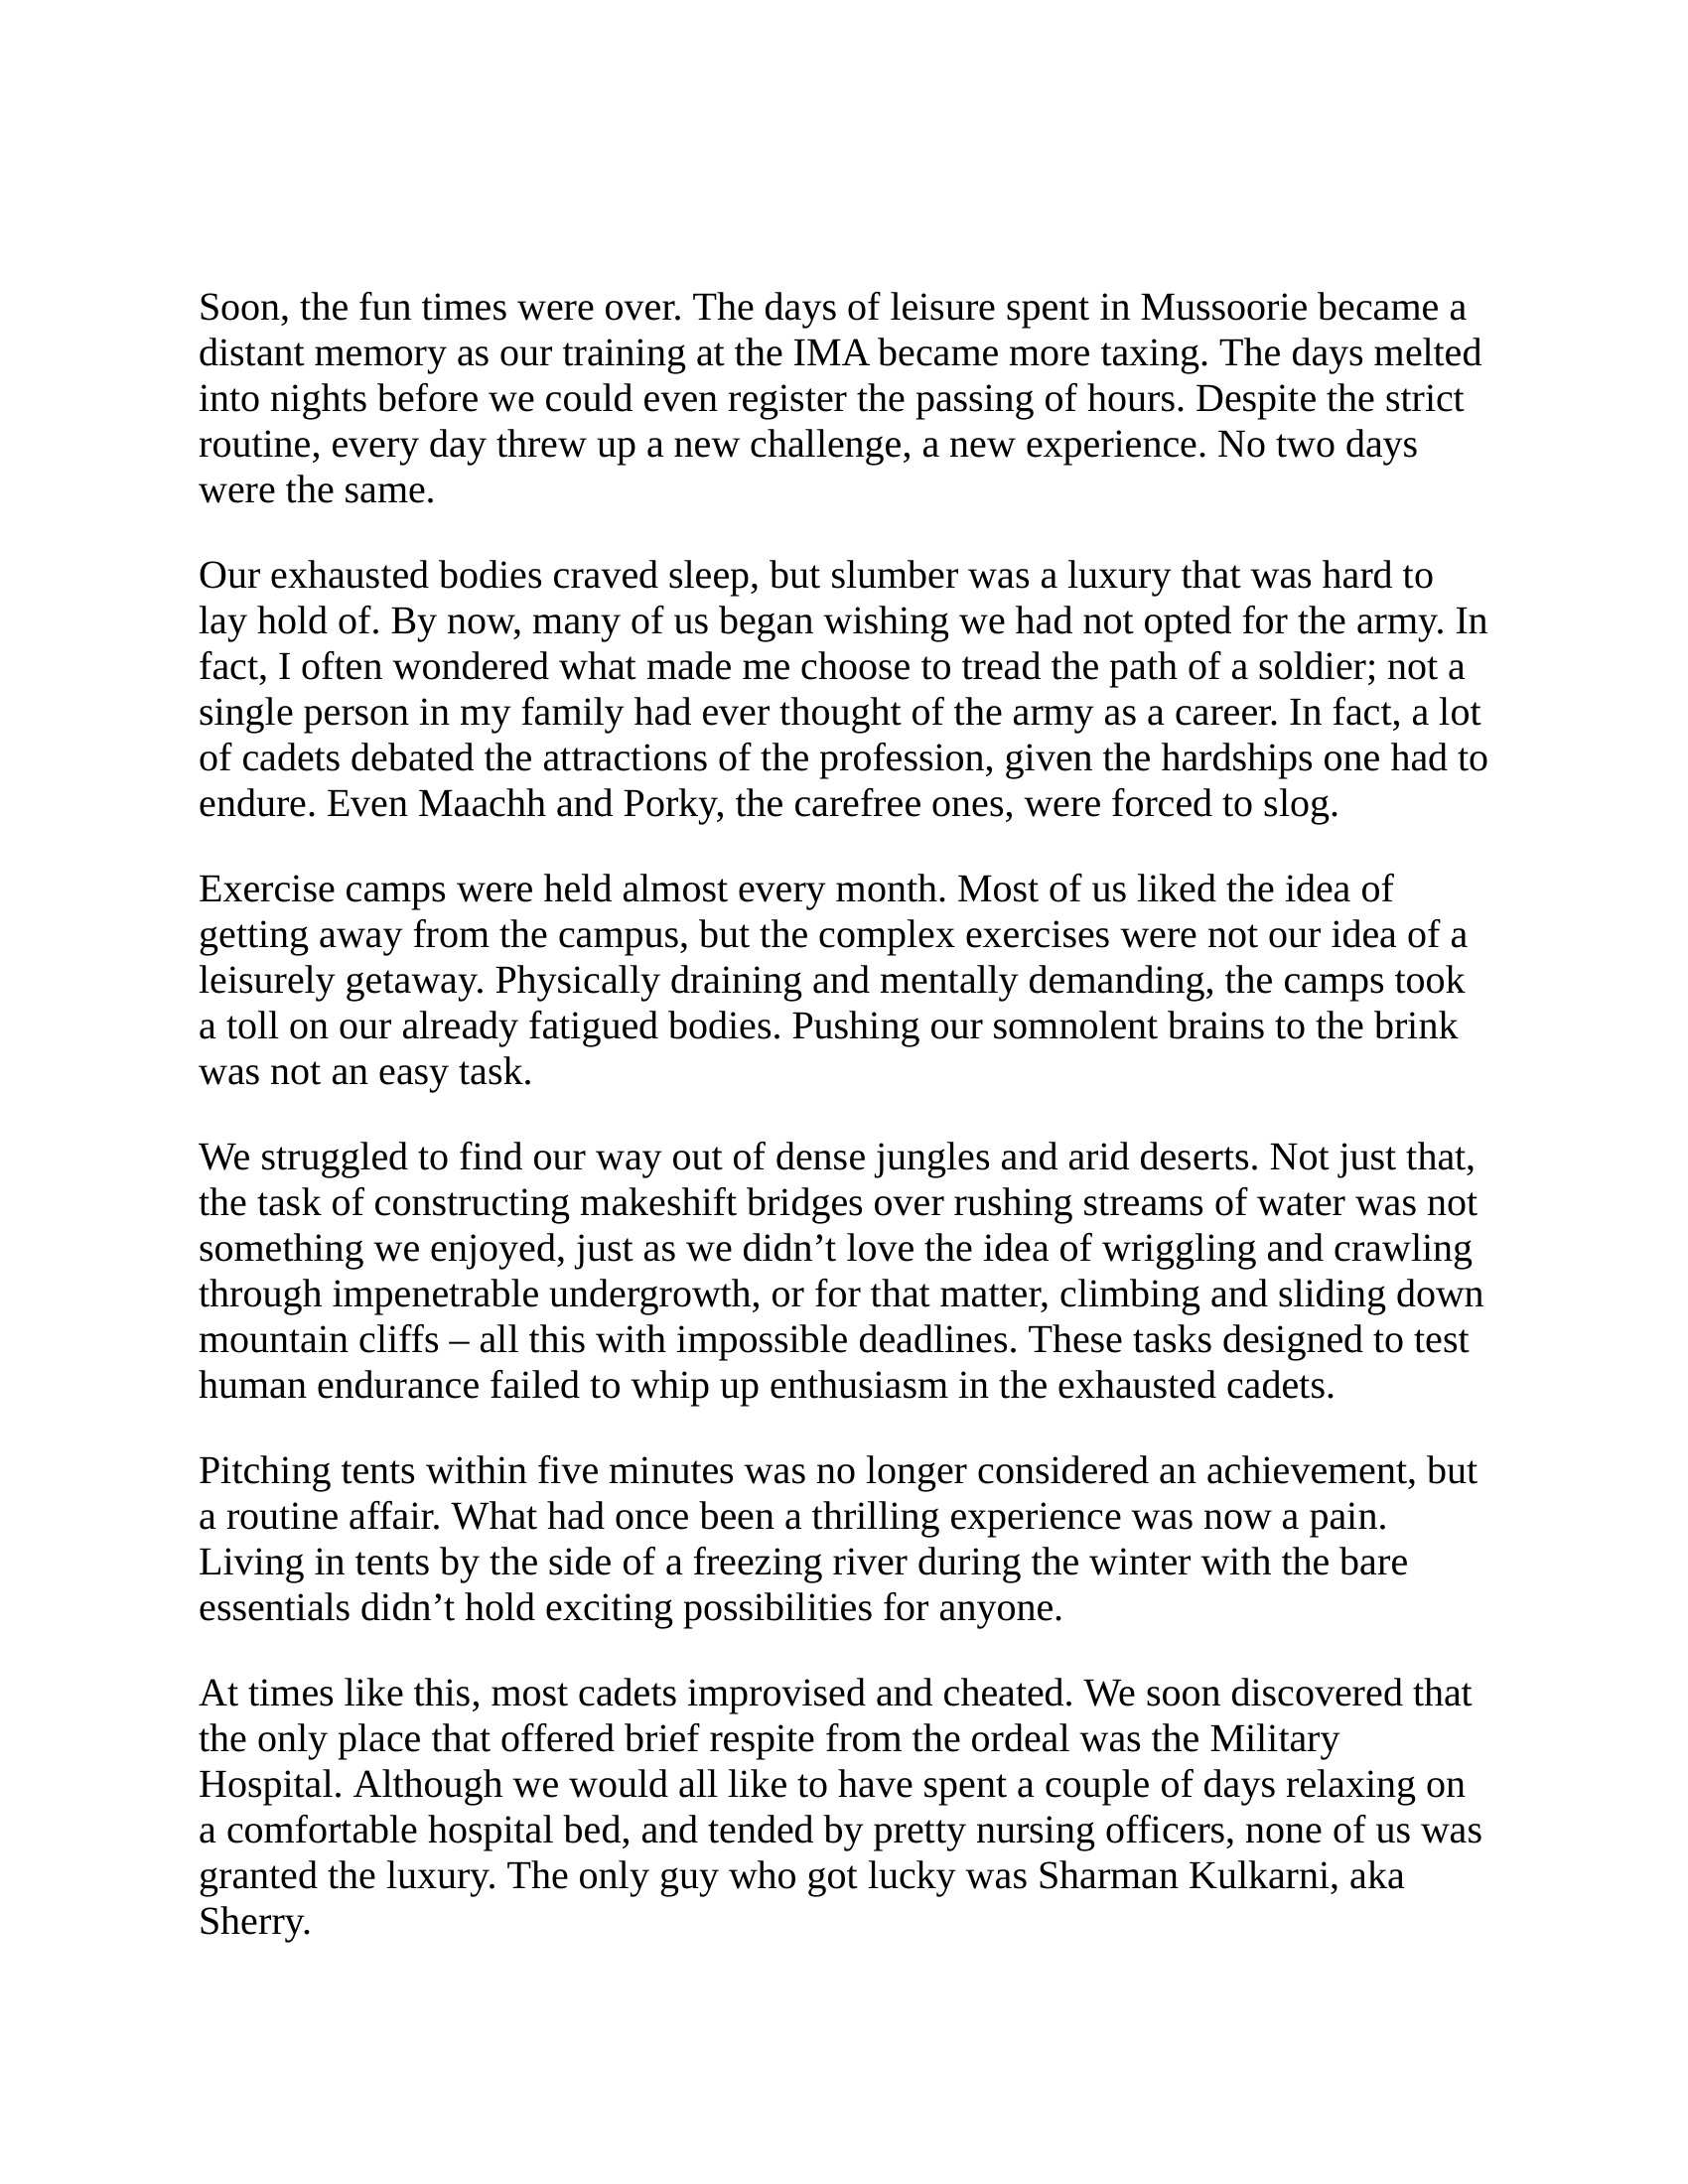 Soon, the fun times were over. The days of leisure spent in Mussoorie became a
distant memory as our training at the IMA became more taxing. The days melted
into nights before we could even register the passing of hours. Despite the strict
routine, every day threw up a new challenge, a new experience. No two days
were the same.
Our exhausted bodies craved sleep, but slumber was a luxury that was hard to
lay hold of. By now, many of us began wishing we had not opted for the army. In
fact, I often wondered what made me choose to tread the path of a soldier; not a
single person in my family had ever thought of the army as a career. In fact, a lot
of cadets debated the attractions of the profession, given the hardships one had to
endure. Even Maachh and Porky, the carefree ones, were forced to slog.
Exercise camps were held almost every month. Most of us liked the idea of
getting away from the campus, but the complex exercises were not our idea of a
leisurely getaway. Physically draining and mentally demanding, the camps took
a toll on our already fatigued bodies. Pushing our somnolent brains to the brink
was not an easy task.
We struggled to find our way out of dense jungles and arid deserts. Not just that,
the task of constructing makeshift bridges over rushing streams of water was not
something we enjoyed, just as we didn’t love the idea of wriggling and crawling
through impenetrable undergrowth, or for that matter, climbing and sliding down
mountain cliffs – all this with impossible deadlines. These tasks designed to test
human endurance failed to whip up enthusiasm in the exhausted cadets.
Pitching tents within five minutes was no longer considered an achievement, but
a routine affair. What had once been a thrilling experience was now a pain.
Living in tents by the side of a freezing river during the winter with the bare
essentials didn’t hold exciting possibilities for anyone.
At times like this, most cadets improvised and cheated. We soon discovered that
the only place that offered brief respite from the ordeal was the Military
Hospital. Although we would all like to have spent a couple of days relaxing on
a comfortable hospital bed, and tended by pretty nursing officers, none of us was
granted the luxury. The only guy who got lucky was Sharman Kulkarni, aka
Sherry.